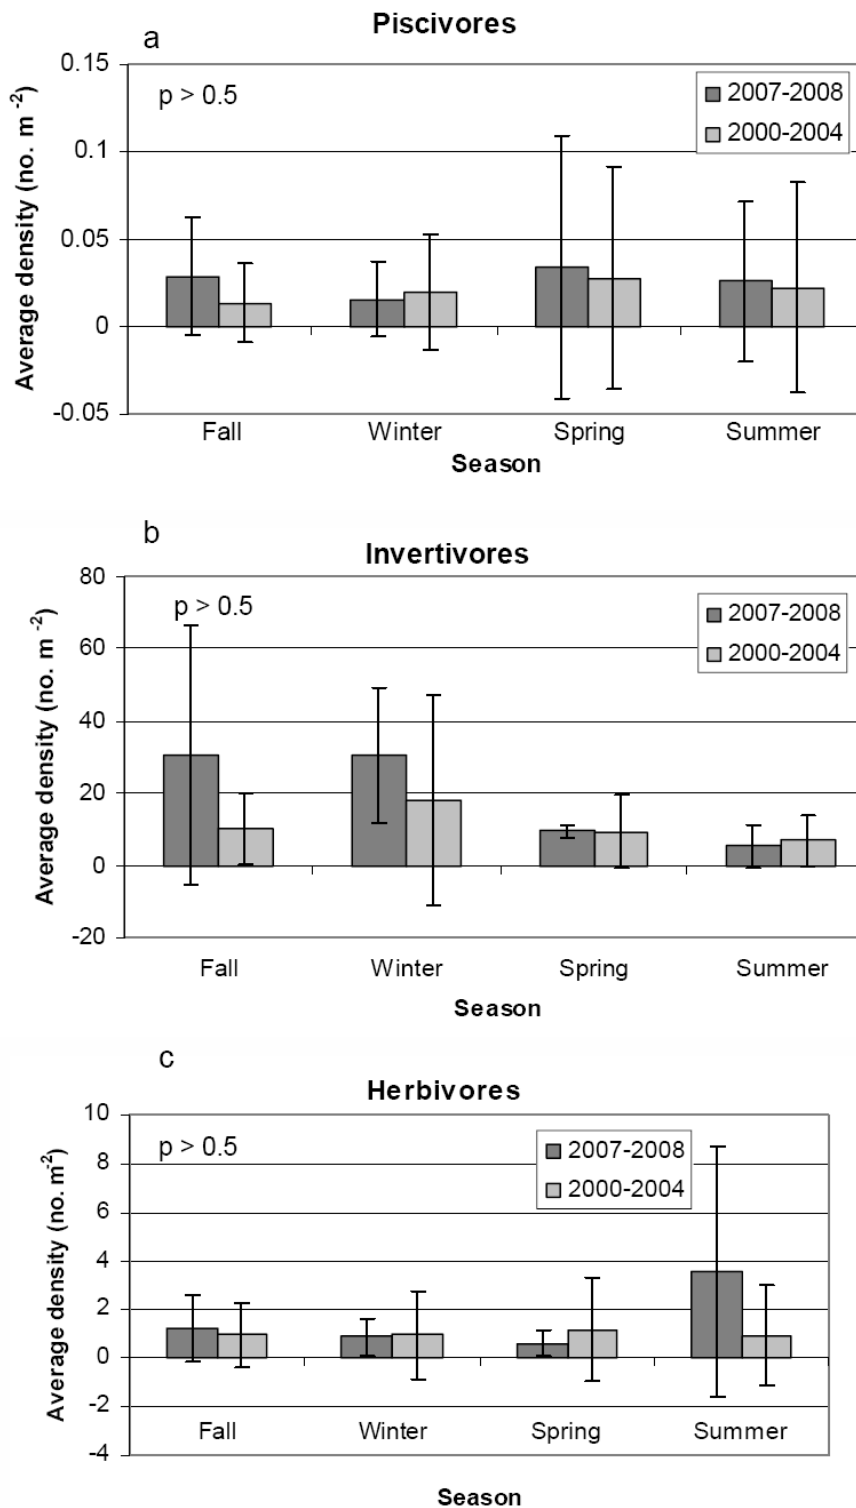 a
Piscivores
Average density (no. m -2)
0.15
0.1
0.05
0
-0.05
p > 0.5
2007-2008
2000-2004
Fall Winter Spring Summer
Season
b
Invertivores
Average density (no. m -2)
80
60
40
20
0
-20
p > 0.5
2007-2008
2000-2004
Fall Winter Spring Summer
Season
c
Herbivores
Average density (no. m-2)
10
8
6
4
2
0
-2
-4
p > 0.5
2007-2008
2000-2004
Fall Winter Spring Summer
Season